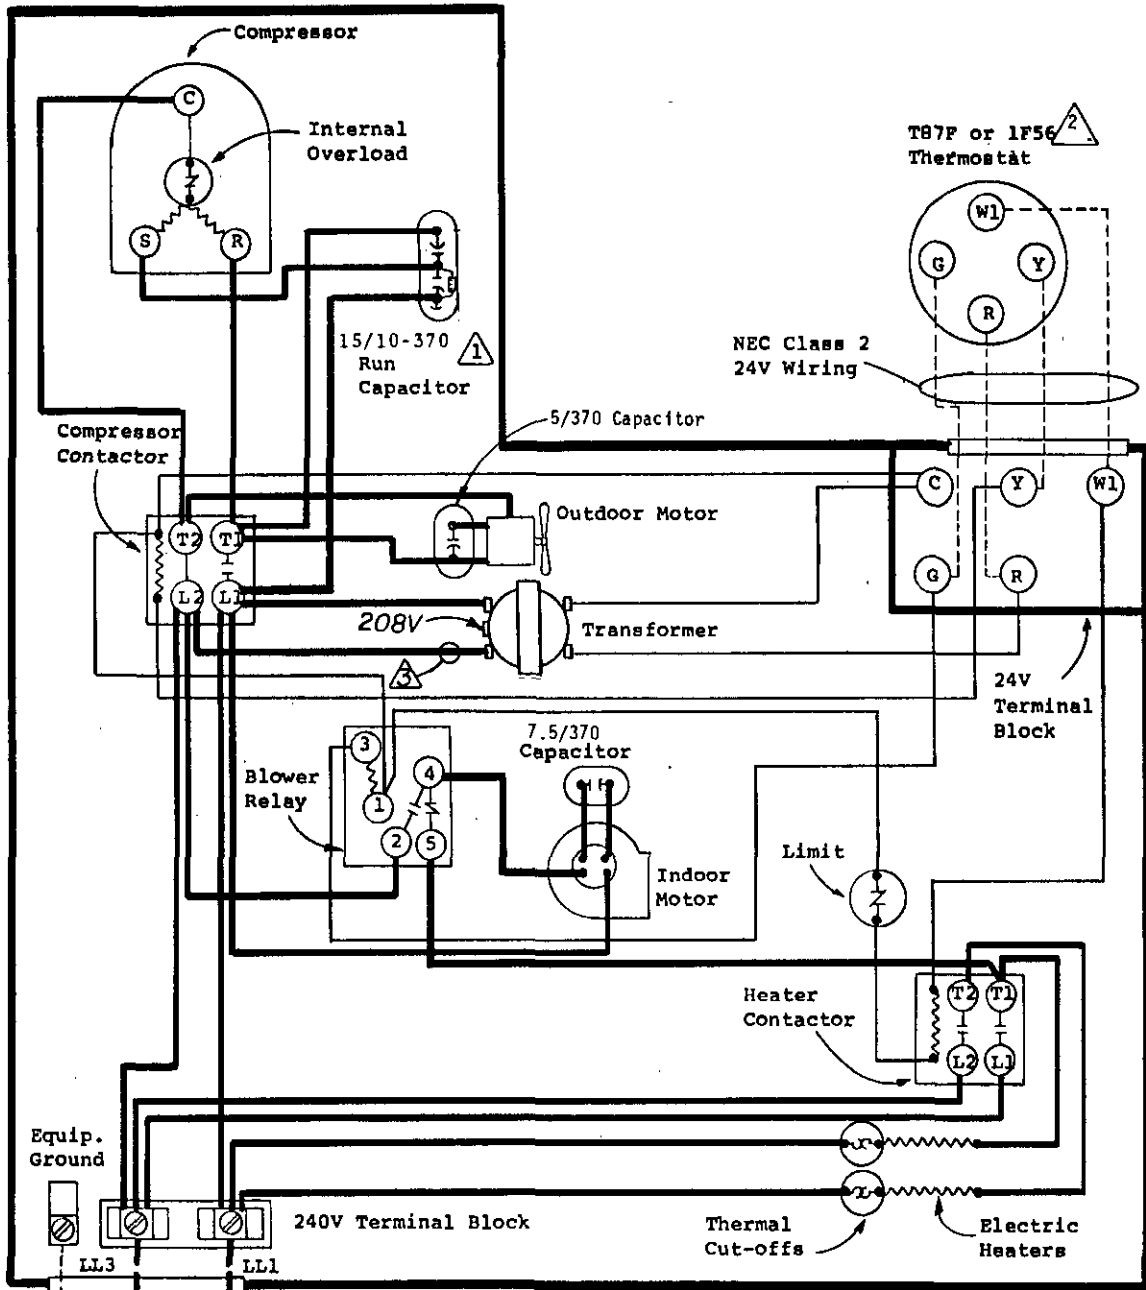 Compressor
C
Internal
Overload
S
R
15/10-370
Run
Capacitor
1
T87F or 1F56
2
Thermostat
W1
G
Y
R
NEC Class 2
24V Wiring
5/370 Capacitor
Compressor
Contactor
Outdoor Motor
T2
T1
L2
L1
208V
Transformer
3
C
Y
W1
G
R
24V
Terminal
Block
7.5/370
Capacitor
Blower
Relay
3
4
1
2
5
Indoor
Motor
Limit
Heater
Contactor
T2
T1
L2
L1
Equip.
Ground
240V Terminal Block
LL3
LL1
Thermal
Cut-offs
Electric
Heaters